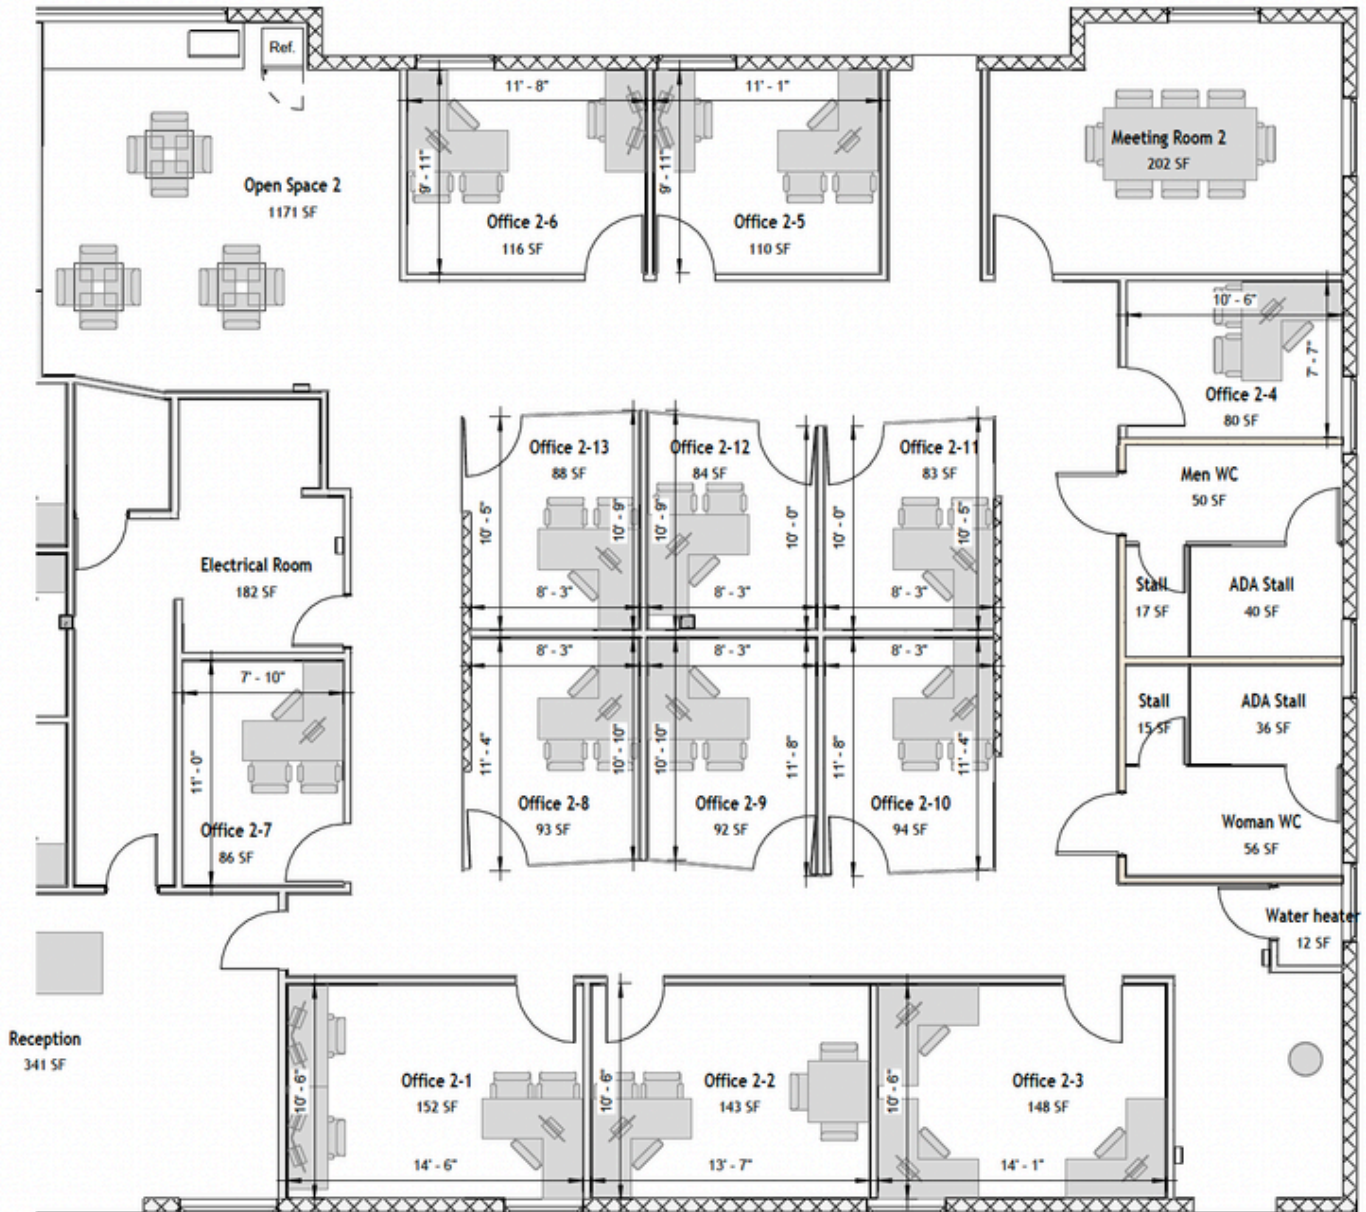 Ref.
11' - 8"
11' - 1"
9' - 11"
9' - 11"
Open Space 2
1171 SF
Office 2-6
116 SF
Office 2-5
110 SF
Meeting Room 2
202 SF
10' - 6"
7' - 7"
Office 2-4
80 SF
Office 2-13
88 SF
Office 2-12
84 SF
Office 2-11
83 SF
10' - 5"
10' - 9"
10' - 9"
10' - 0"
10' - 0"
10' - 5"
8' - 3"
8' - 3"
8' - 3"
Men WC
50 SF
Electrical Room
182 SF
Stall
17 SF
ADA Stall
40 SF
8' - 3"
8' - 3"
8' - 3"
7' - 10"
11' - 0"
Office 2-7
86 SF
11' - 4"
10' - 10"
10' - 10"
11' - 8"
11' - 8"
11' - 4"
Office 2-8
93 SF
Office 2-9
92 SF
Office 2-10
94 SF
Stall
15 SF
ADA Stall
36 SF
Woman WC
56 SF
Water heater
12 SF
Reception
341 SF
10' - 6"
Office 2-1
152 SF
14' - 6"
10' - 6"
Office 2-2
143 SF
13' - 7"
10' - 6"
Office 2-3
148 SF
14' - 1"